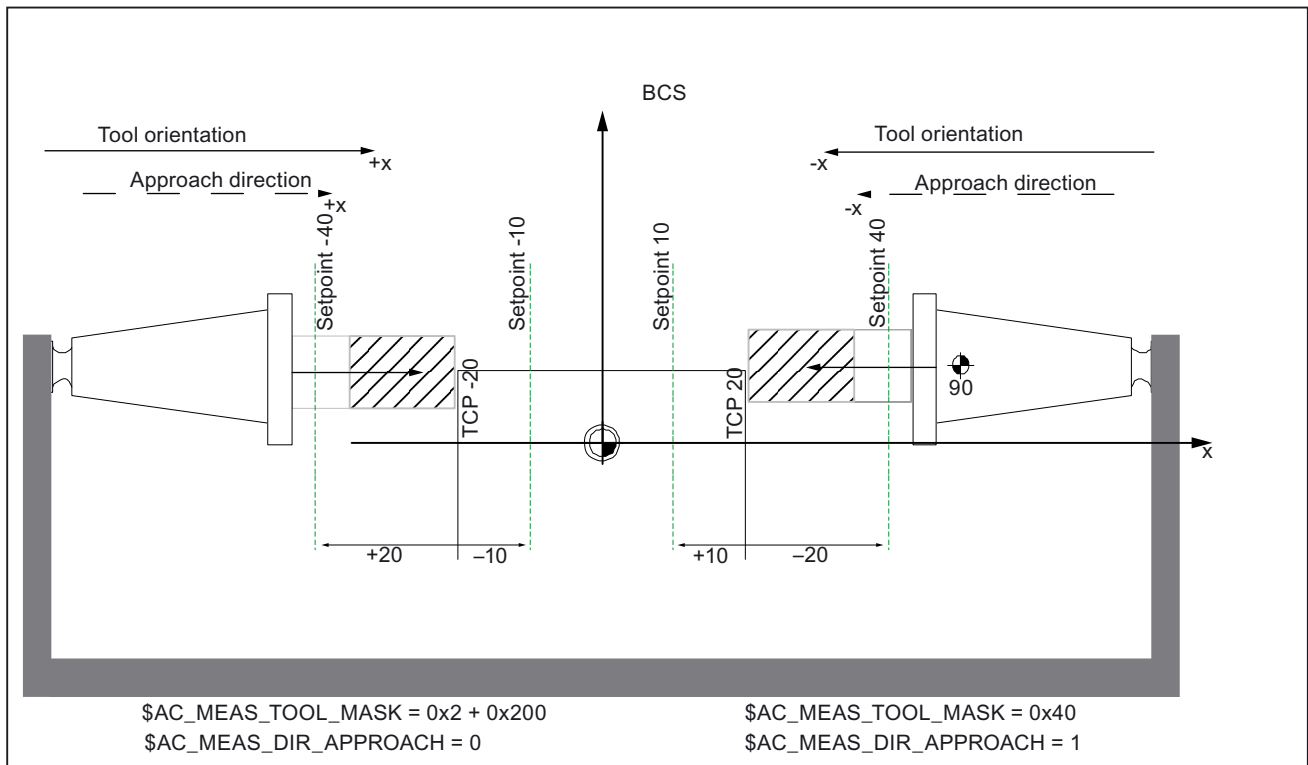 BCS
Tool orientation
+x
Approach direction
+x
Tool orientation
-x
Approach direction
-x
Setpoint -40
Setpoint -10
Setpoint 10
Setpoint 40
TCP -20
TCP 20
90
x
+20
–10
+10
–20
$AC_MEAS_TOOL_MASK = 0x2 + 0x200
$AC_MEAS_DIR_APPROACH = 0
$AC_MEAS_TOOL_MASK = 0x40
$AC_MEAS_DIR_APPROACH = 1